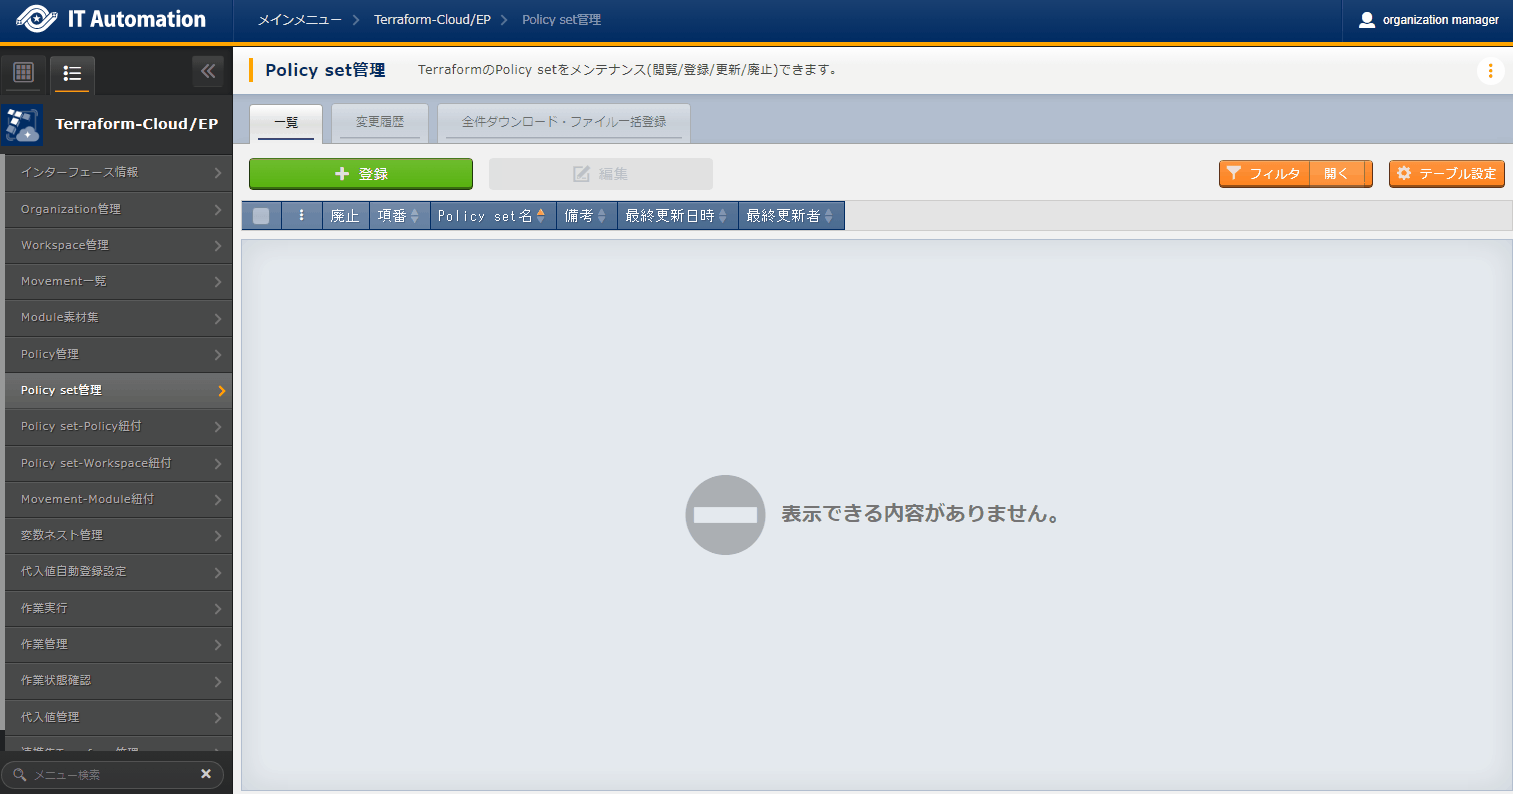 IT Automation
メインメニュー
Terraform-Cloud/EP
Policy set管理
organization manager
Terraform-Cloud/EP
インターフェース情報
Organization管理
Workspace管理
Movement一覧
Module素材集
Policy管理
Policy set管理
Policy set-Policy紐付
Policy set-Workspace紐付
Movement-Module紐付
変数ネスト管理
代入値自動登録設定
作業実行
作業管理
作業状態確認
代入値管理
メニュー検索
Policy set管理
TerraformのPolicy setをメンテナンス(閲覧/登録/更新/廃止)できます。
一覧
変更履歴
全件ダウンロード・ファイル一括登録
登録
編集
フィルタ
開く
テーブル設定
廃止
項番
Policy set名
備考
最終更新日時
最終更新者
表示できる内容がありません。